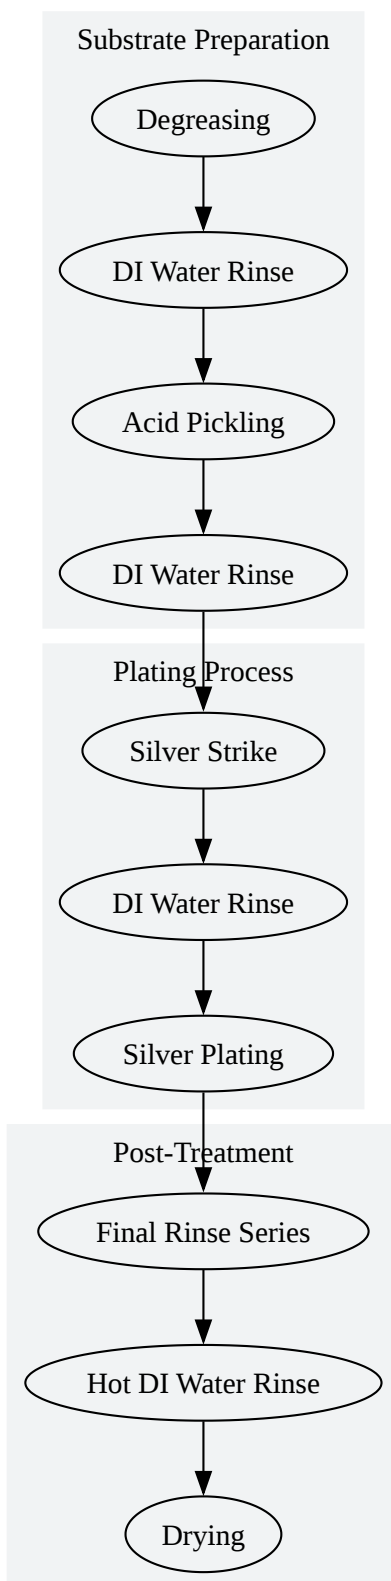 Substrate Preparation
Degreasing
DI Water Rinse
Acid Pickling
DI Water Rinse
Plating Process
Silver Strike
DI Water Rinse
Silver Plating
Post-Treatment
Final Rinse Series
Hot DI Water Rinse
Drying